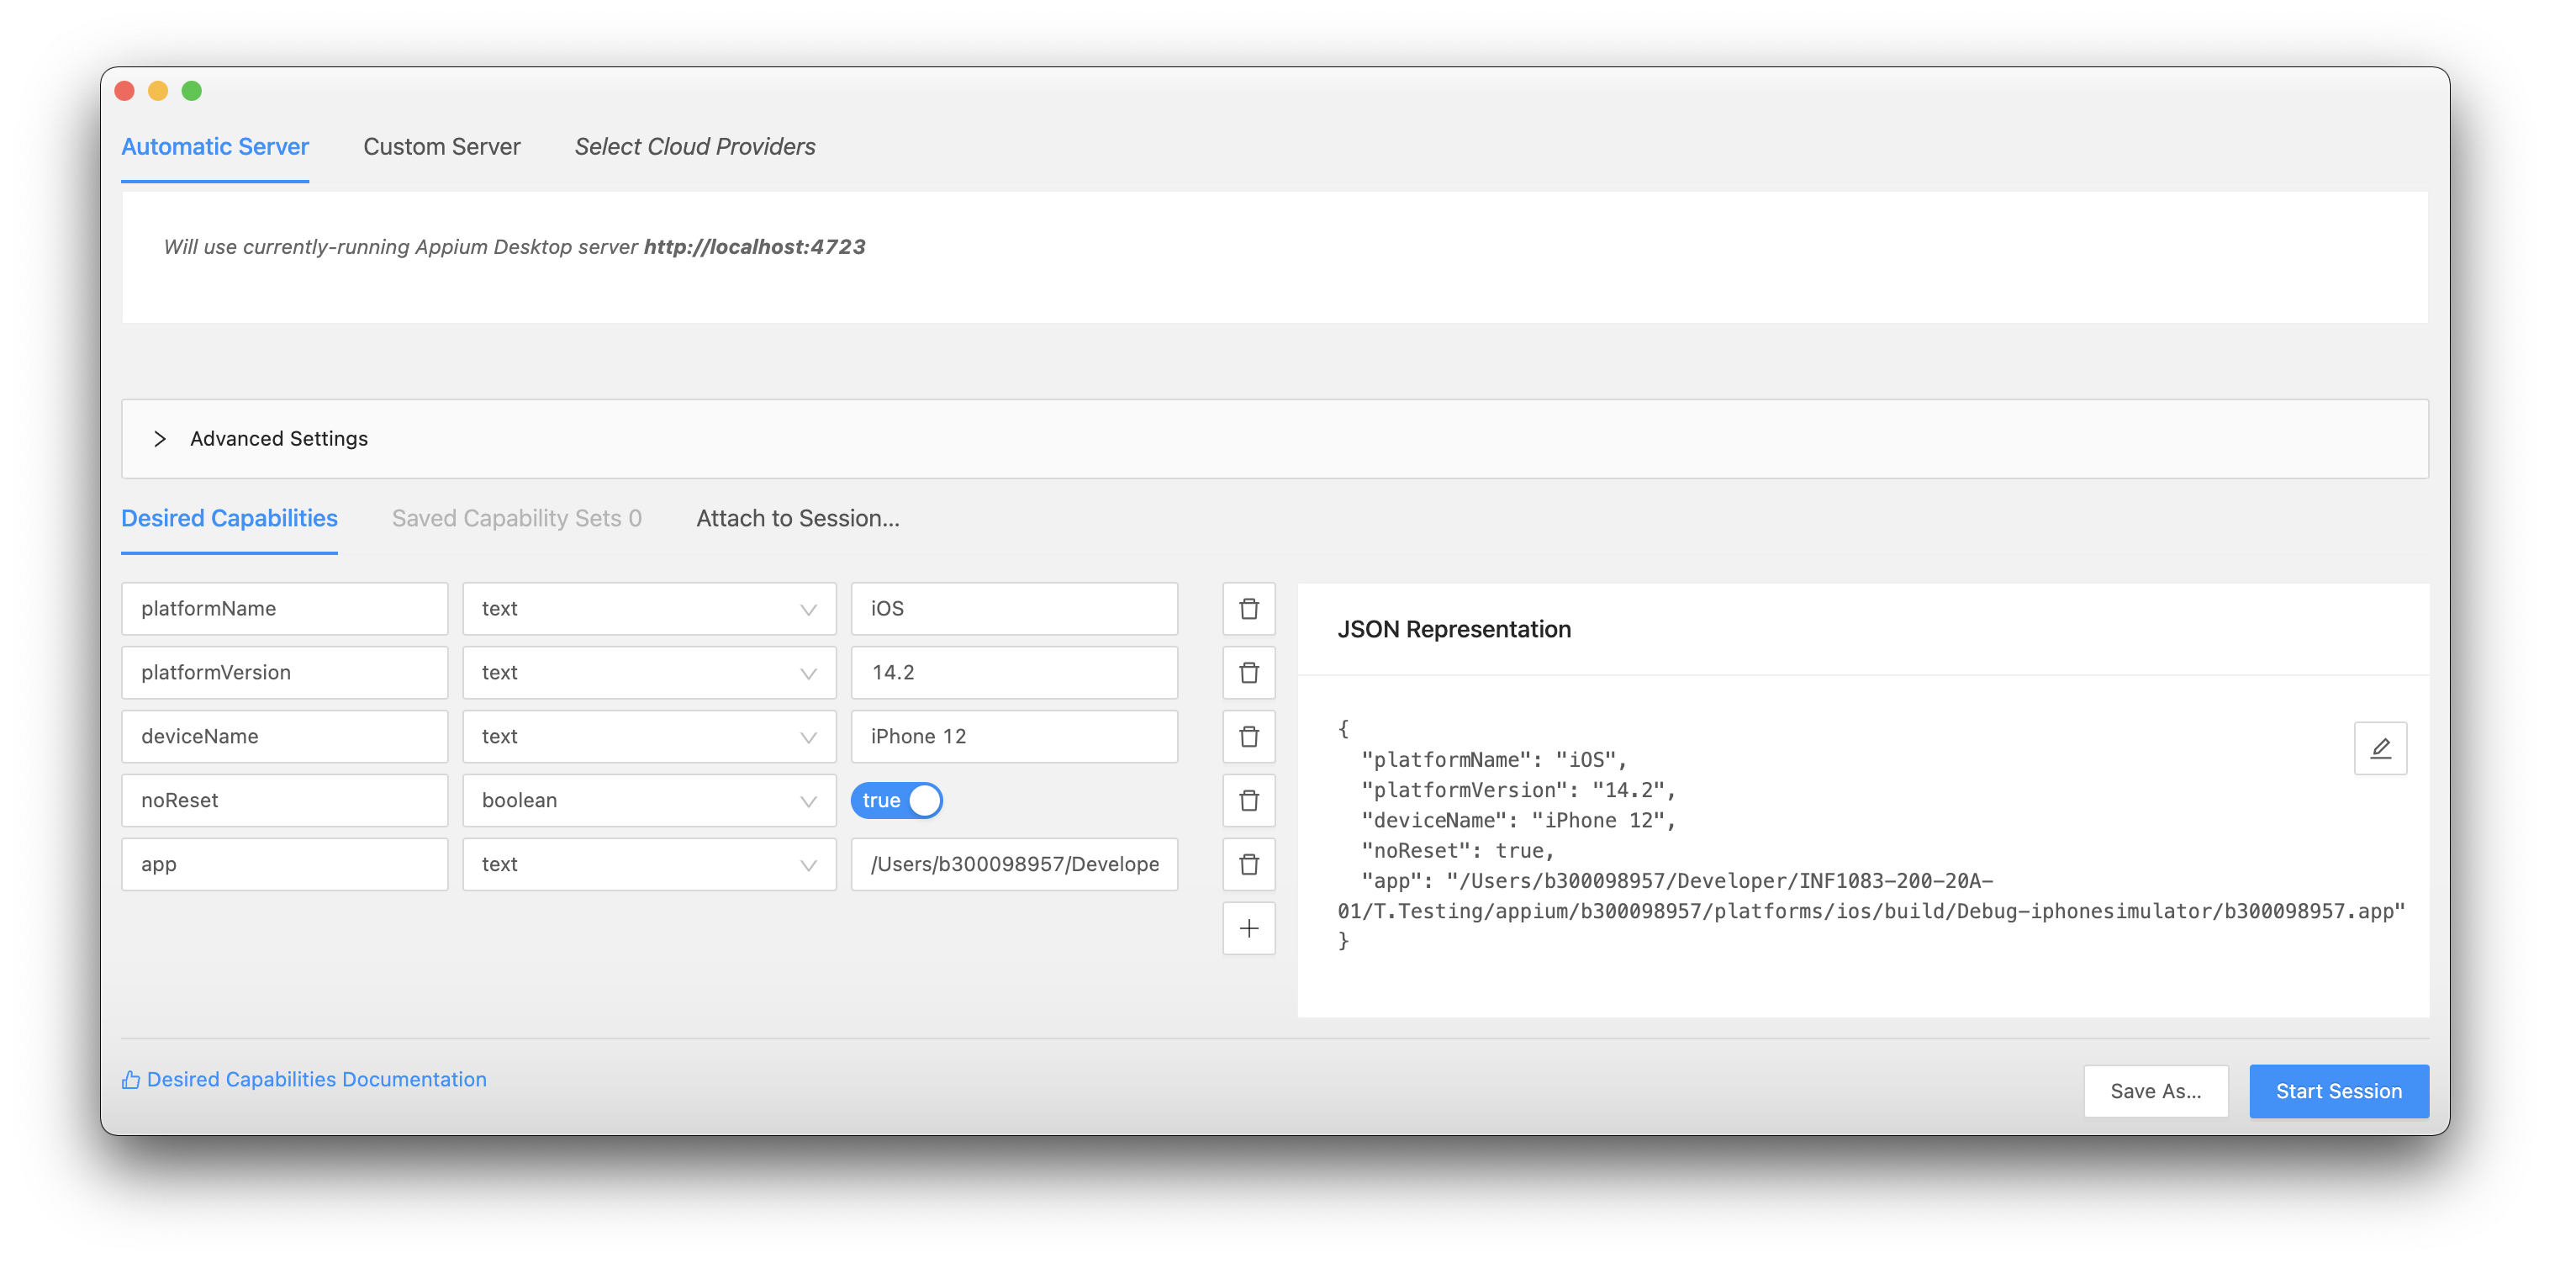 Automatic Server Custom Server Select Cloud Providers
Will use currently-running Appium Desktop server http://localhost:4723
Advanced Settings
Desired Capabilities Saved Capability Sets 0 Attach to Session...
platformName text iOS
platformVersion text 14.2
deviceName text iPhone 12
noReset boolean true
app text /Users/b300098957/Develope
JSON Representation
{
"platformName": "iOS",
"platformVersion": "14.2",
"deviceName": "iPhone 12",
"noReset": true,
"app": "/Users/b300098957/Developer/INF1083-200-20A-
01/T.Testing/appium/b300098957/platforms/ios/build/Debug-iphonesimulator/b300098957.app"
}
Desired Capabilities Documentation
Save As... Start Session